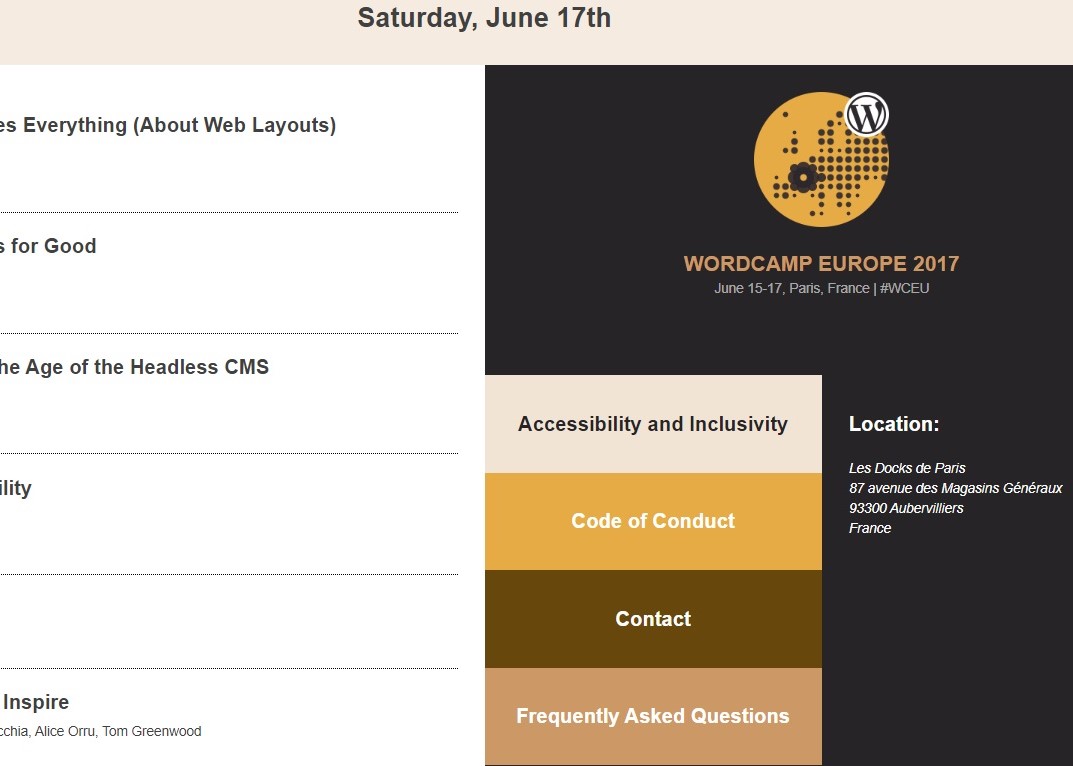 Saturday, June 17th
es Everything (About Web Layouts)
s for Good
he Age of the Headless CMS
ility
Inspire
cchia, Alice Orru, Tom Greenwood
W
WORDCAMP EUROPE 2017
June 15-17, Paris, France | #WCEU
Accessibility and Inclusivity
Code of Conduct
Contact
Frequently Asked Questions
Location:
Les Docks de Paris
87 avenue des Magasins Généraux
93300 Aubervilliers
France